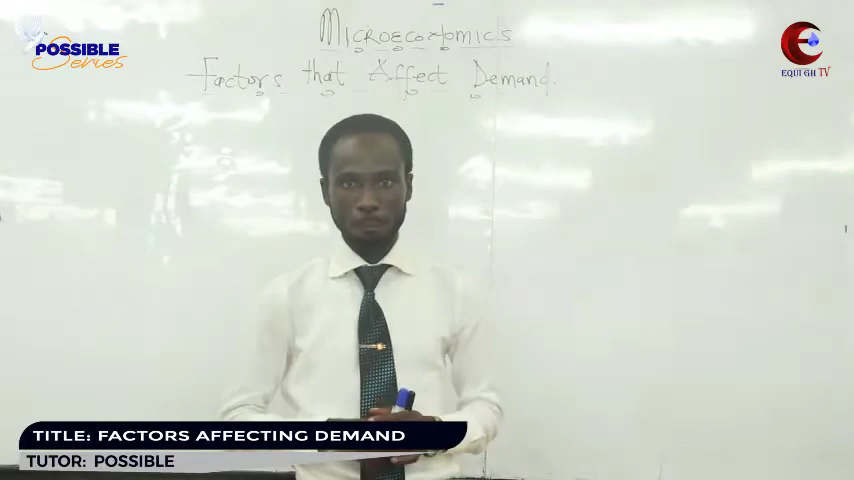 POSSIBLE
Series
MICROECONOMICS
Factors that Affect Demand.
EQUI GH TV
TITLE: FACTORS AFFECTING DEMAND
TUTOR: POSSIBLE